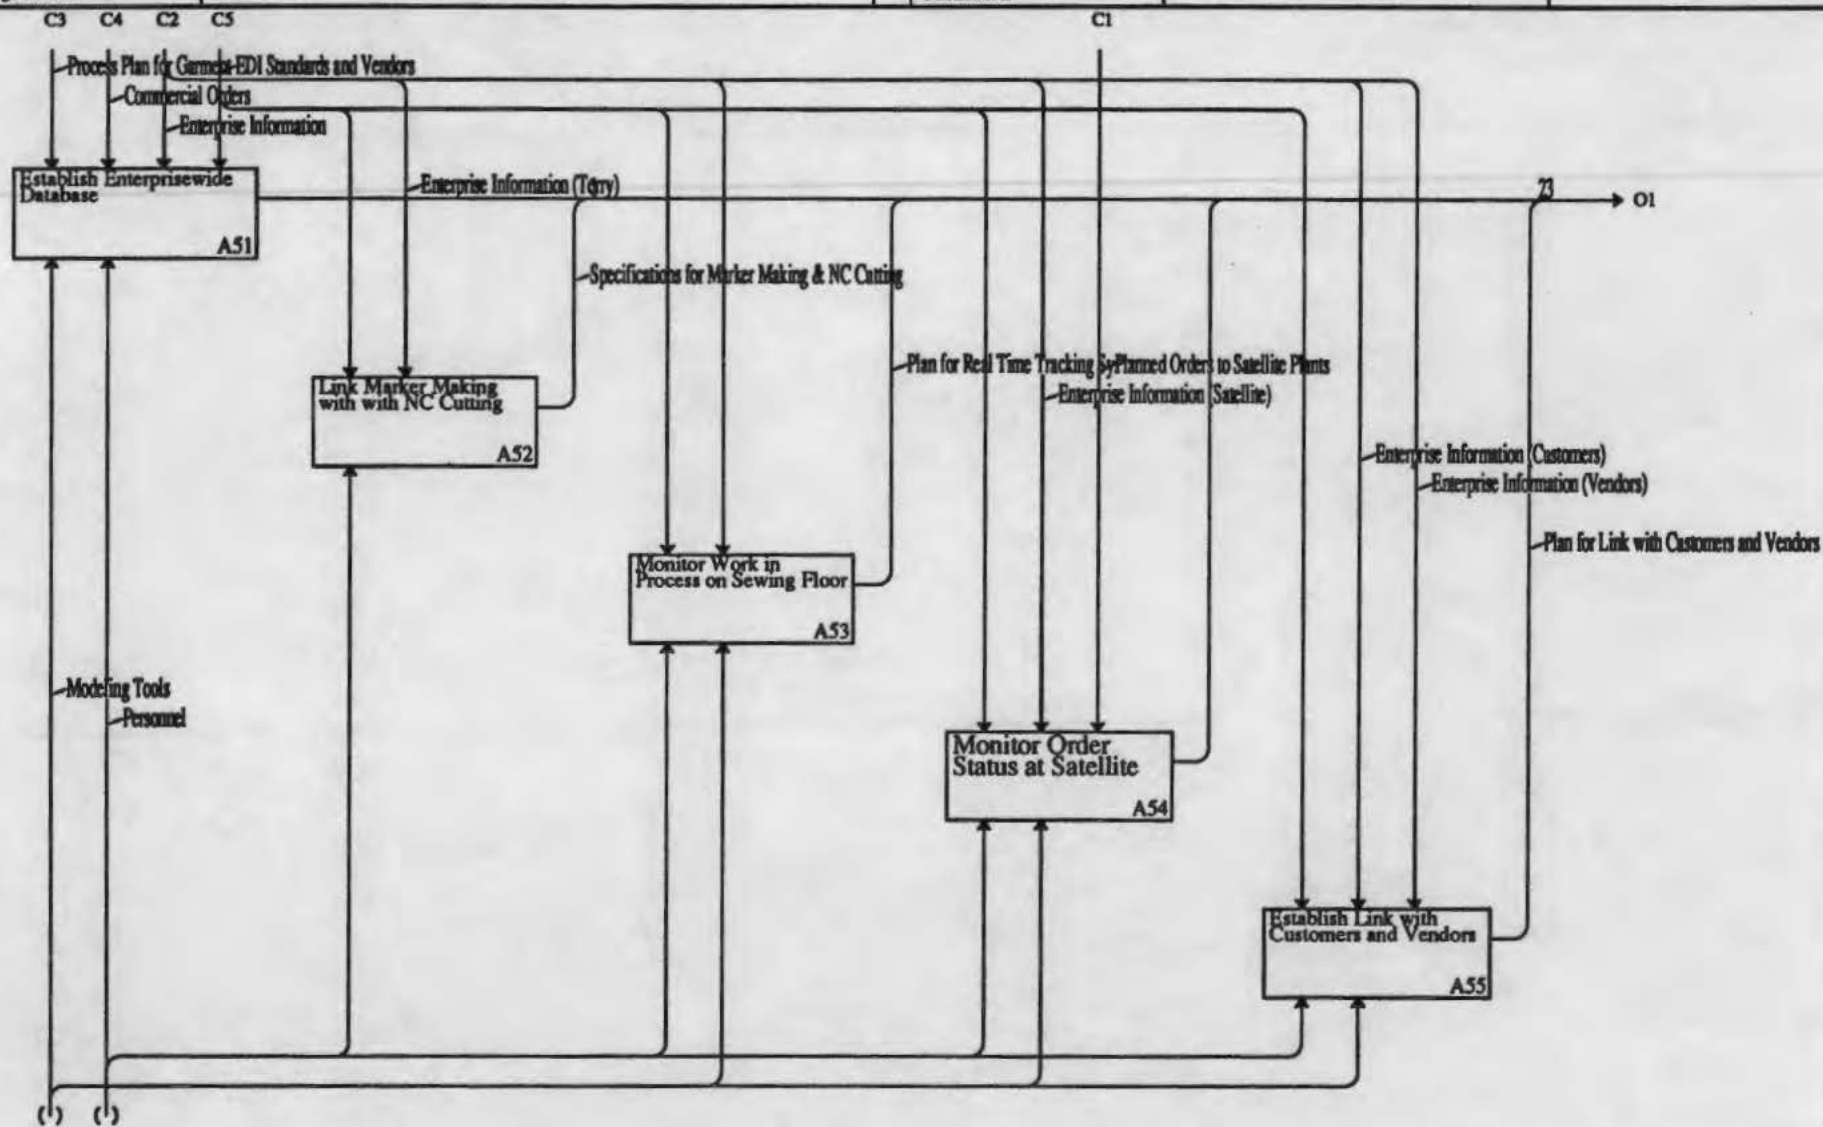 C3 C4 C2 C5 C1
Process Plan for Garment EDI Standards and Vendors
Commercial Orders
Enterprise Information
Establish Enterprisewide
Database
A51
Enterprise Information (Terry)
23
O1
Specifications for Marker Making & NC Cutting
Link Marker Making
with with NC Cutting
A52
Plan for Real Time Tracking Sy Planned Orders to Satellite Plants
Enterprise Information (Satellite)
Enterprise Information (Customers)
Enterprise Information (Vendors)
Plan for Link with Customers and Vendors
Monitor Work in
Process on Sewing Floor
A53
Modeling Tools
Personnel
Monitor Order
Status at Satellite
A54
Establish Link with
Customers and Vendors
A55
( ) ( )